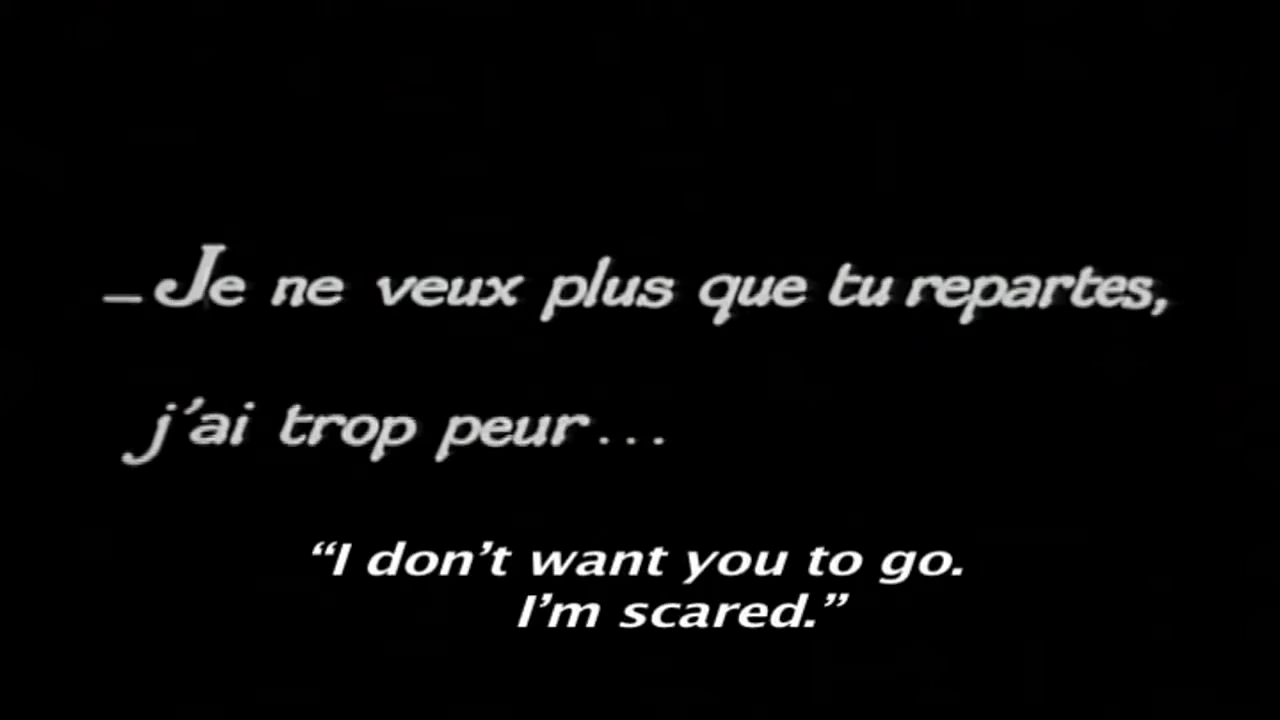 – Je ne veux plus que tu repartes,
j’ai trop peur...
“I don’t want you to go.
I’m scared.”